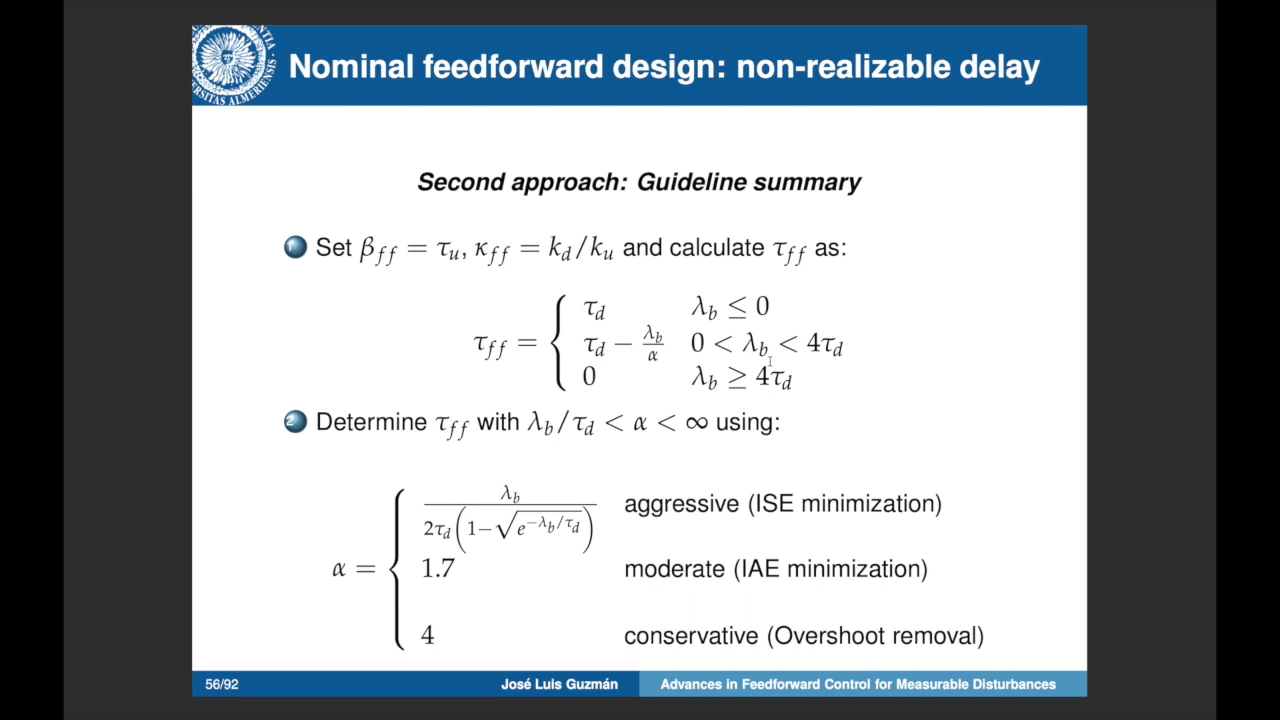 Nominal feedforward design: non-realizable delay
Second approach: Guideline summary
1 Set β_ff = τ_u, κ_ff = k_d/k_u and calculate τ_ff as:
τ_ff = { τ_d λ_b ≤ 0
τ_d − λ_b/α 0 < λ_b < 4τ_d
0 λ_b ≥ 4τ_d
2 Determine τ_ff with λ_b/τ_d < α < ∞ using:
α = { λ_b / 2τ_d(1−√e^{−λ_b/τ_d}) aggressive (ISE minimization)
1.7 moderate (IAE minimization)
4 conservative (Overshoot removal)
56/92 José Luis Guzmán Advances in Feedforward Control for Measurable Disturbances